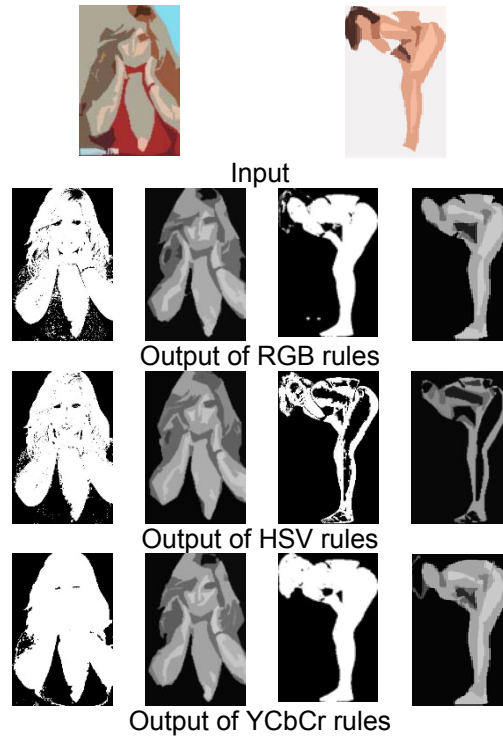 Input
Output of RGB rules
Output of HSV rules
Output of YCbCr rules